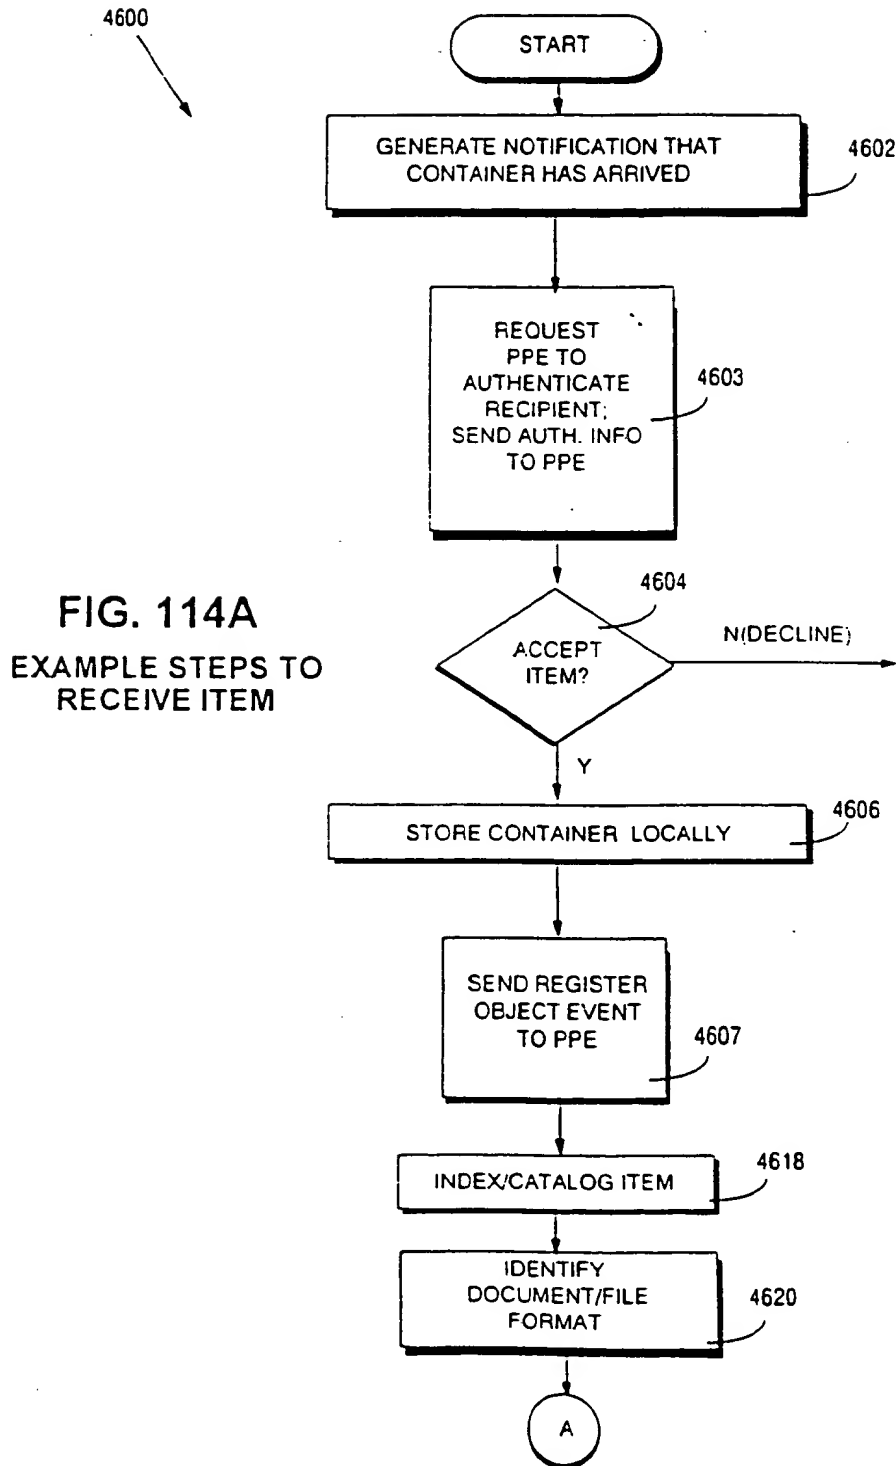 4600
START
GENERATE NOTIFICATION THAT
CONTAINER HAS ARRIVED
4602
REQUEST
PPE TO
AUTHENTICATE
RECIPIENT;
SEND AUTH. INFO
TO PPE
4603
FIG. 114A
EXAMPLE STEPS TO
RECEIVE ITEM
4604
ACCEPT
ITEM?
N(DECLINE)
Y
STORE CONTAINER LOCALLY
4606
SEND REGISTER
OBJECT EVENT
TO PPE
4607
INDEX/CATALOG ITEM
4618
IDENTIFY
DOCUMENT/FILE
FORMAT
4620
A